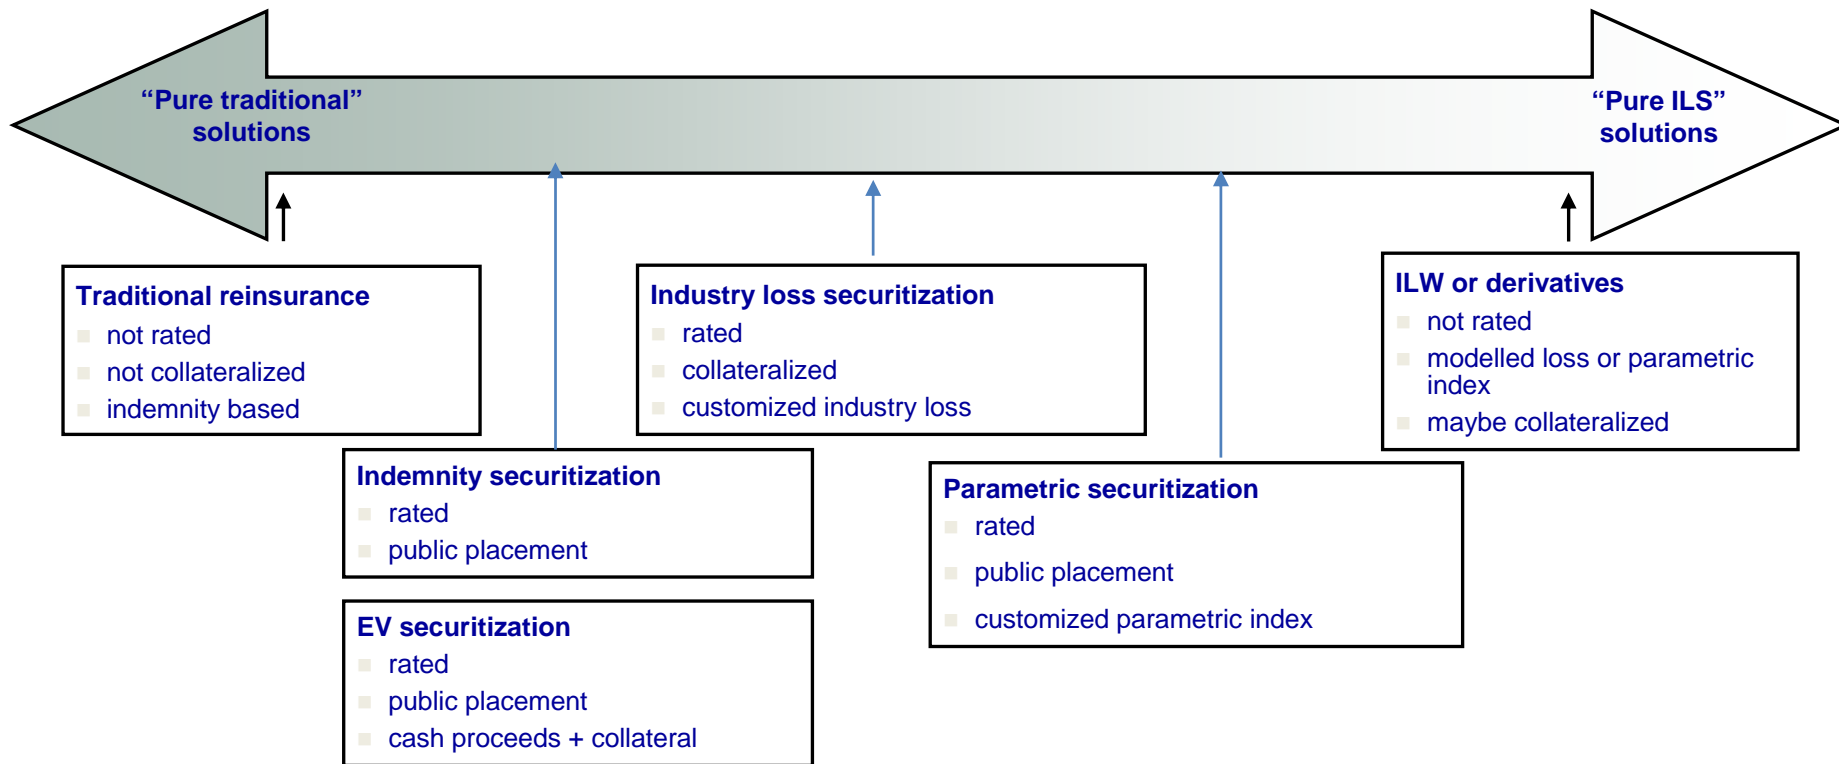 “Pure traditional”
solutions
“Pure ILS”
solutions
Traditional reinsurance
not rated
not collateralized
indemnity based
Industry loss securitization
rated
collateralized
customized industry loss
ILW or derivatives
not rated
modelled loss or parametric
index
maybe collateralized
Indemnity securitization
rated
public placement
Parametric securitization
rated
public placement
customized parametric index
EV securitization
rated
public placement
cash proceeds + collateral